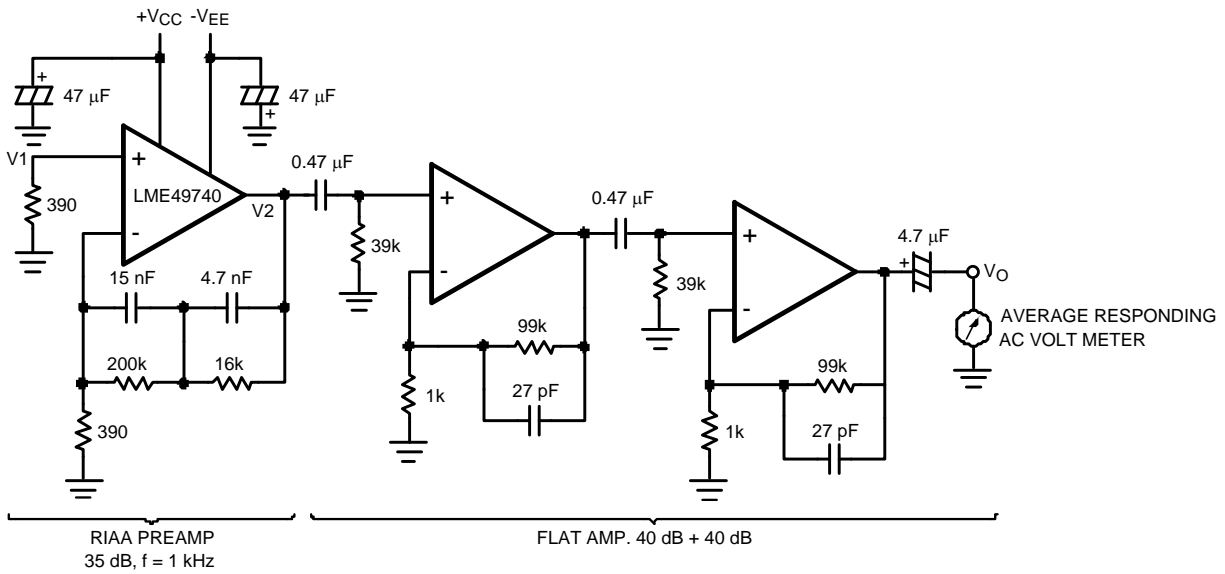 +VCC -VEE
+
47 µF
47 µF
+
V1
+
LME49740
-
390
V2
0.47 µF
39k
15 nF 4.7 nF
200k 16k
390
+
-
99k
27 pF
1k
0.47 µF
39k
+
-
99k
27 pF
1k
4.7 µF
+
VO
AVERAGE RESPONDING
AC VOLT METER
RIAA PREAMP
35 dB, f = 1 kHz
FLAT AMP. 40 dB + 40 dB